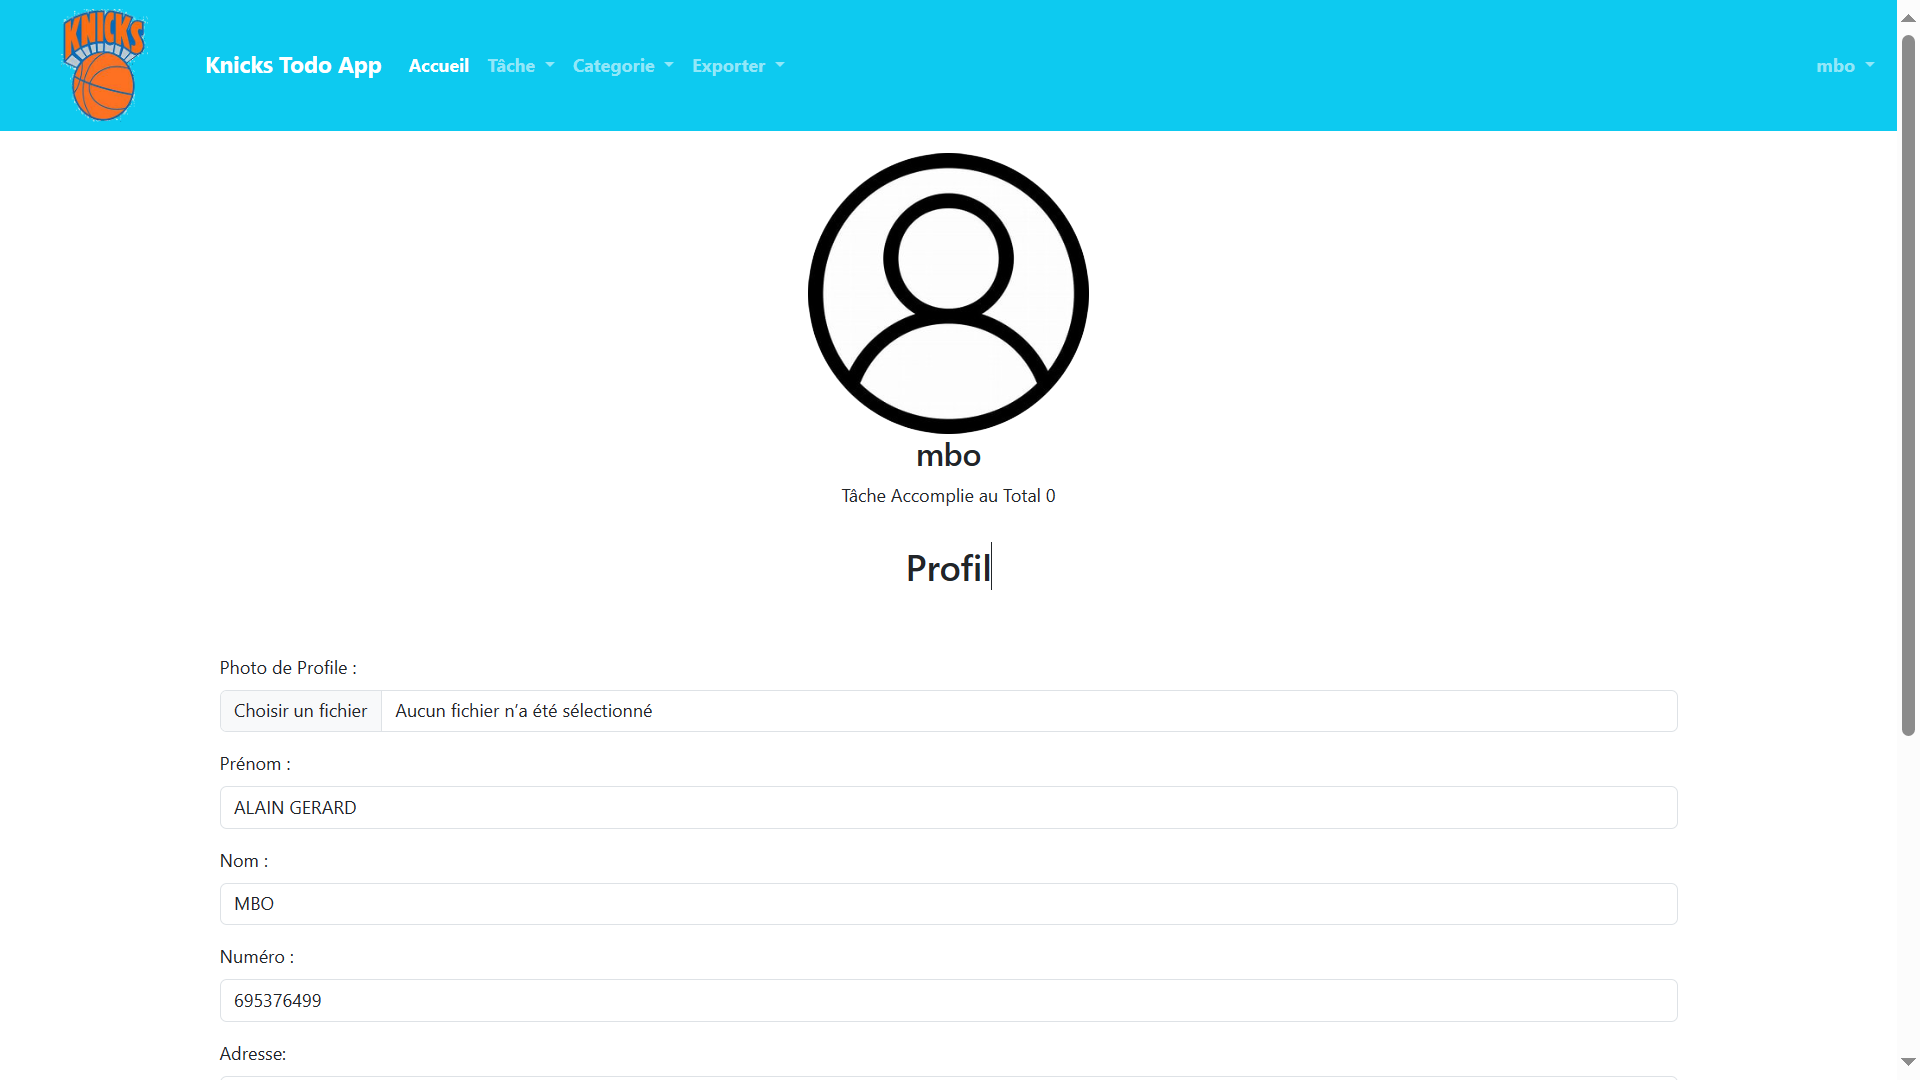 KNICKS
Knicks Todo App Accueil Tâche Categorie Exporter mbo
mbo
Tâche Accomplie au Total 0
Profil
Photo de Profile :
Choisir un fichier Aucun fichier n’a été sélectionné
Prénom :
ALAIN GERARD
Nom :
MBO
Numéro :
695376499
Adresse: